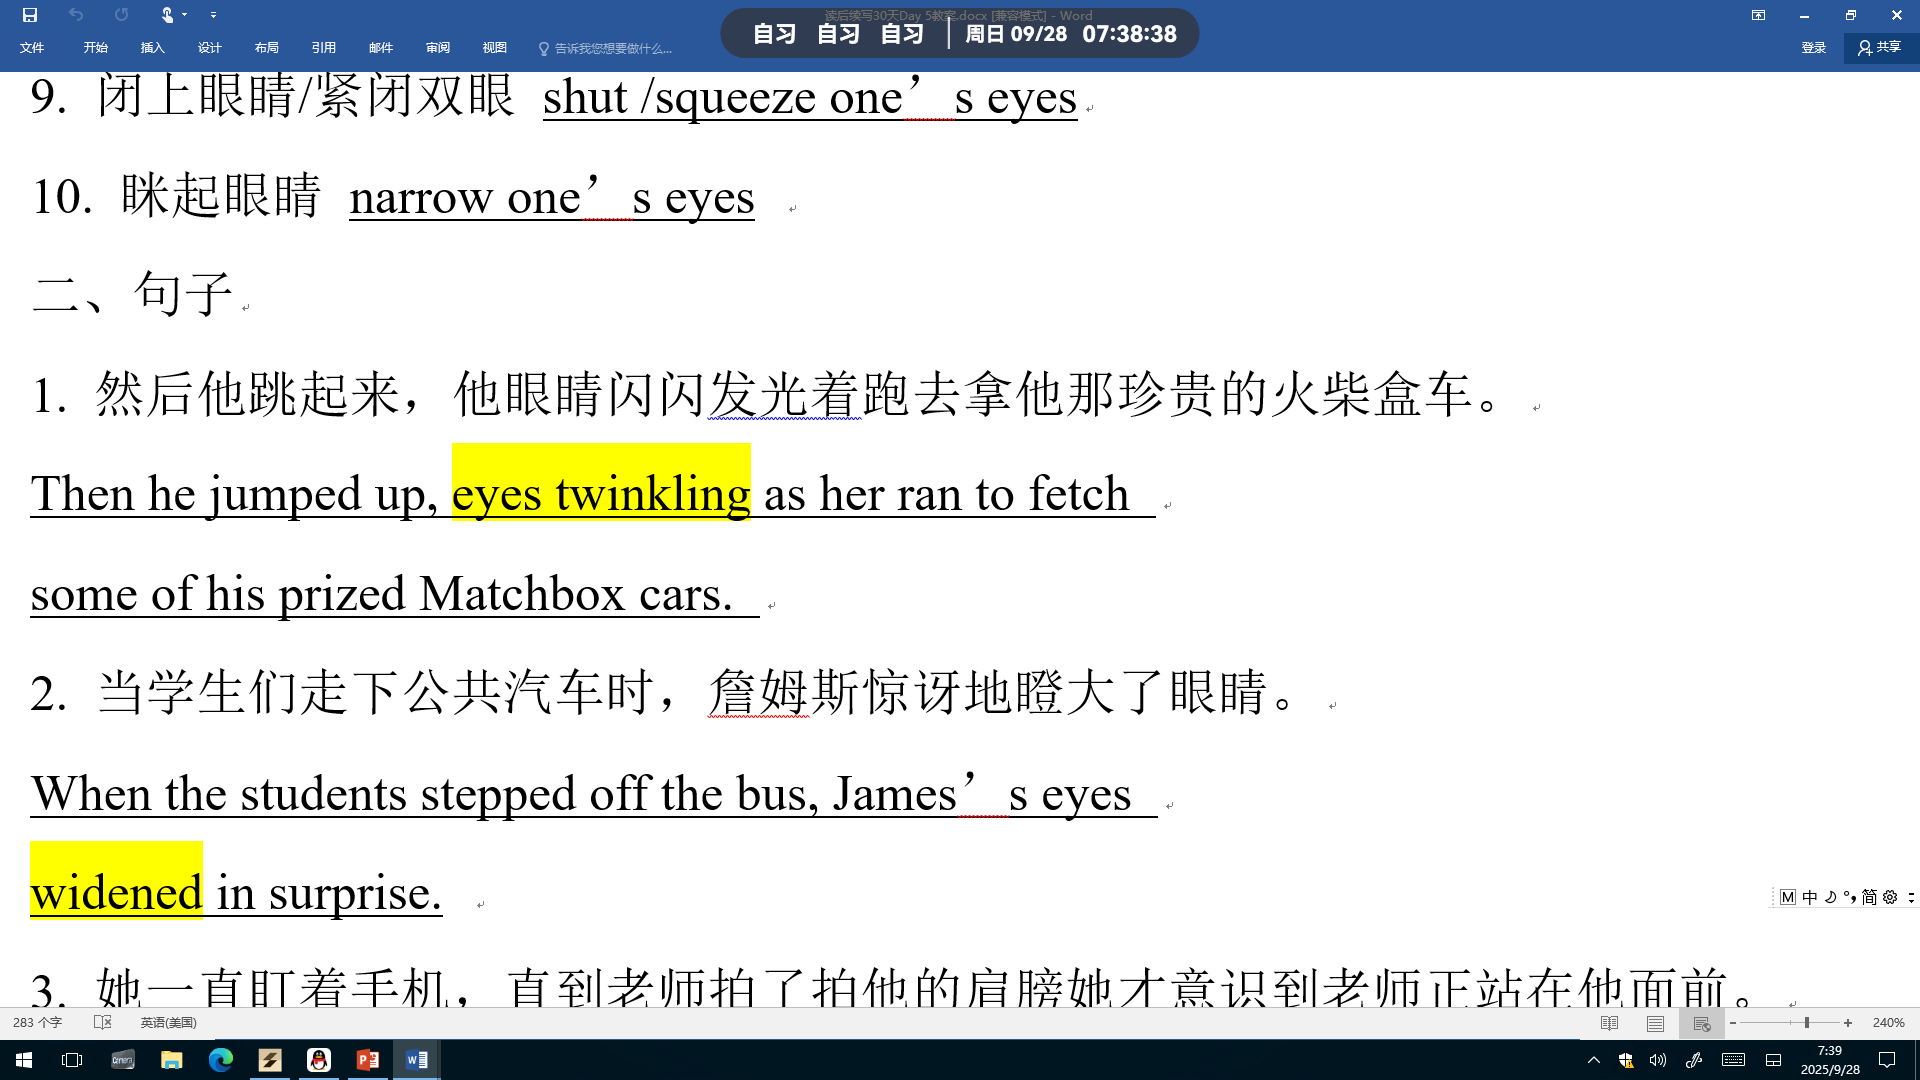 读后续写30天Day 5教案.docx [兼容模式] - Word
自习 自习 自习 周日 09/28 07:38:38
文件 开始 插入 设计 布局 引用 邮件 审阅 视图 告诉我您想要做什么... 登录 共享
9. 闭上眼睛/紧闭双眼 shut /squeeze one’s eyes
10. 眯起眼睛 narrow one’s eyes
二、句子
1. 然后他跳起来，他眼睛闪闪发光着跑去拿他那珍贵的火柴盒车。
Then he jumped up, eyes twinkling as her ran to fetch
some of his prized Matchbox cars.
2. 当学生们走下公共汽车时，詹姆斯惊讶地瞪大了眼睛。
When the students stepped off the bus, James’s eyes
widened in surprise.
M 中 简
3. 她一直盯着手机，直到老师拍了拍他的肩膀她才意识到老师正站在他面前。
283 个字 英语(美国) 240%
7:39
2025/9/28